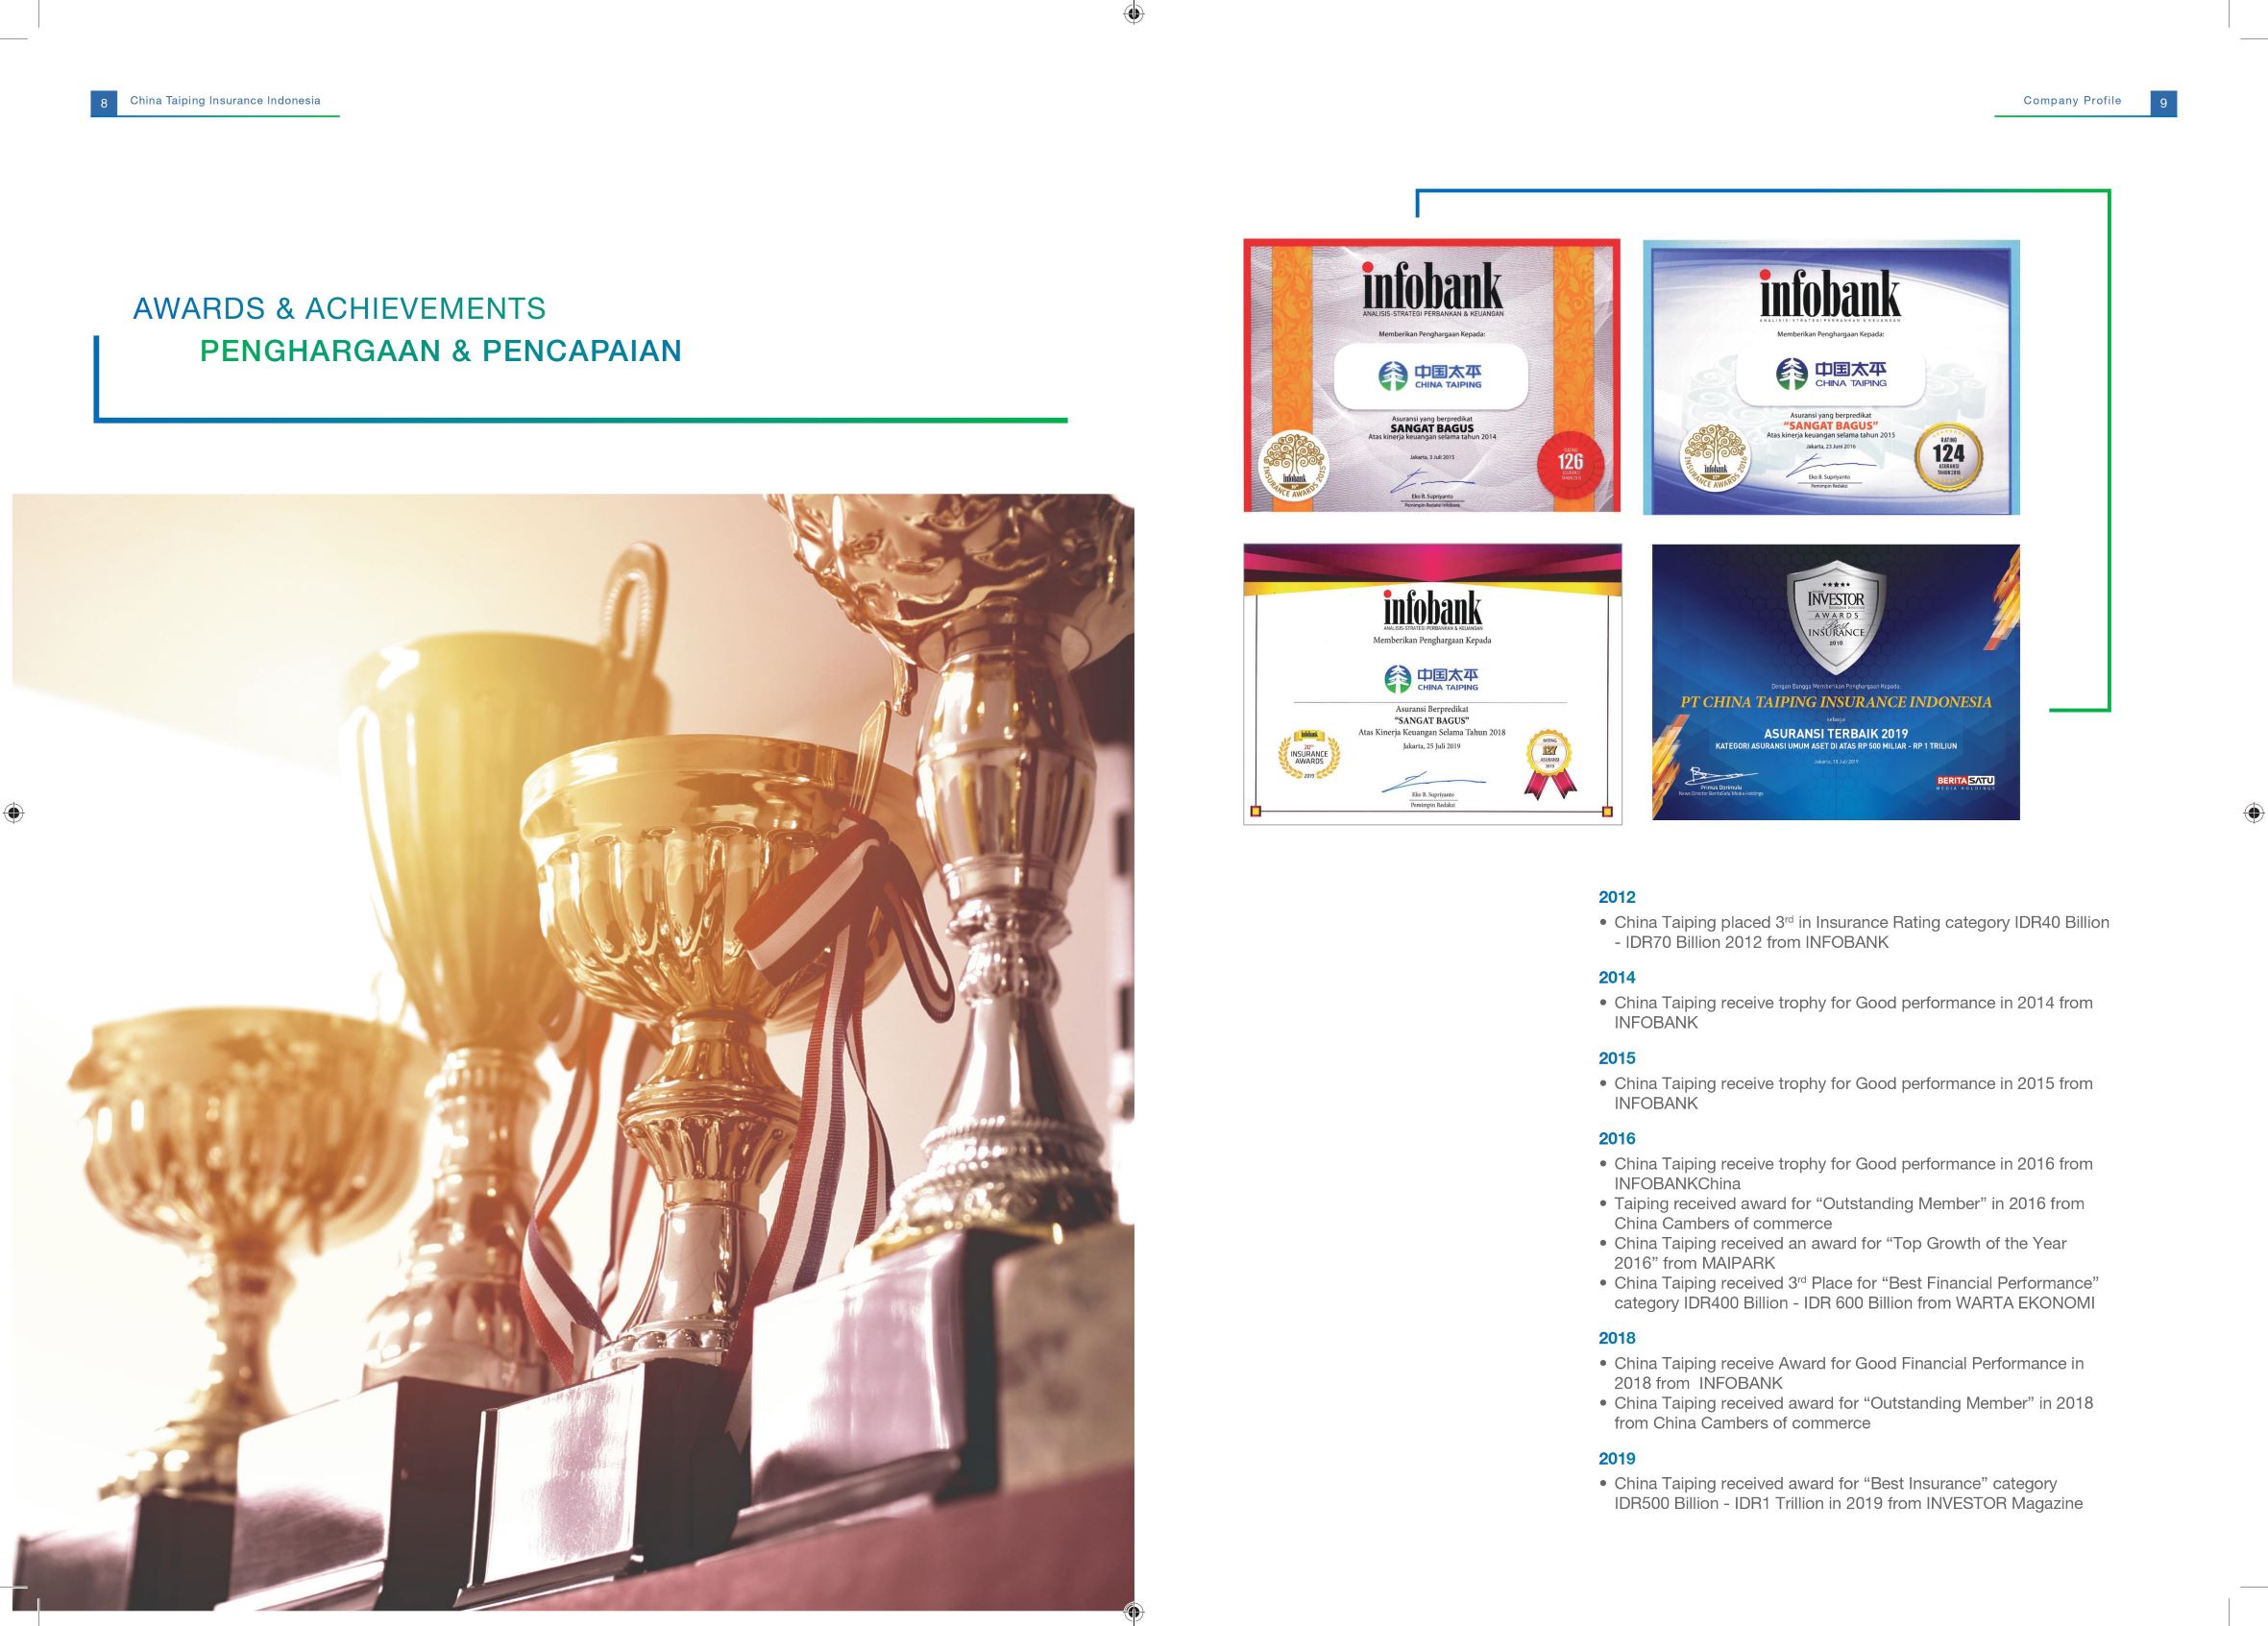 8 China Taiping Insurance Indonesia
Company Profile 9
AWARDS & ACHIEVEMENTS
PENGHARGAAN & PENCAPAIAN
infobank
ANALISIS-STRATEGI PERBANKAN & KEUANGAN
Memberikan Penghargaan Kepada:
中国太平
CHINA TAIPING
Asuransi yang berpredikat
SANGAT BAGUS
Atas kinerja keuangan selama tahun 2014
Jakarta, 3 Juli 2015
Eko B. Supriyanto
Pemimpin Redaksi Infobank
infobank
INSURANCE AWARDS 2015
126
infobank
ANALISIS-STRATEGI PERBANKAN & KEUANGAN
Memberikan Penghargaan Kepada:
中国太平
CHINA TAIPING
Asuransi yang berpredikat
“SANGAT BAGUS”
Atas kinerja keuangan selama tahun 2015
Jakarta, 23 Juni 2016
Eko B. Supriyanto
Pemimpin Redaksi
infobank
INSURANCE AWARDS 2016
RATING
124
ASURANSI
infobank
ANALISIS-STRATEGI PERBANKAN & KEUANGAN
Memberikan Penghargaan Kepada
中国太平
CHINA TAIPING
Asuransi Berpredikat
“SANGAT BAGUS”
Atas Kinerja Keuangan Selama Tahun 2018
Jakarta, 25 Juli 2019
Eko B. Supriyanto
Pemimpin Redaksi
infobank
INSURANCE
AWARDS
2019
RATING
127
ASURANSI
2019
INVESTOR
AWARDS
Best
INSURANCE
2019
Dengan Bangga Memberikan Penghargaan Kepada:
PT CHINA TAIPING INSURANCE INDONESIA
sebagai
ASURANSI TERBAIK 2019
KATEGORI ASURANSI UMUM ASET DI ATAS RP 500 MILIAR - RP 1 TRILIUN
Primus Dorimulu
News Director BeritaSatu Media Holdings
BERITA SATU
MEDIA HOLDINGS
2012
• China Taiping placed 3rd in Insurance Rating category IDR40 Billion
- IDR70 Billion 2012 from INFOBANK
2014
• China Taiping receive trophy for Good performance in 2014 from
INFOBANK
2015
• China Taiping receive trophy for Good performance in 2015 from
INFOBANK
2016
• China Taiping receive trophy for Good performance in 2016 from
INFOBANKChina
• Taiping received award for “Outstanding Member” in 2016 from
China Cambers of commerce
• China Taiping received an award for “Top Growth of the Year
2016” from MAIPARK
• China Taiping received 3rd Place for “Best Financial Performance”
category IDR400 Billion - IDR 600 Billion from WARTA EKONOMI
2018
• China Taiping receive Award for Good Financial Performance in
2018 from  INFOBANK
• China Taiping received award for “Outstanding Member” in 2018
from China Cambers of commerce
2019
• China Taiping received award for “Best Insurance” category
IDR500 Billion - IDR1 Trillion in 2019 from INVESTOR Magazine